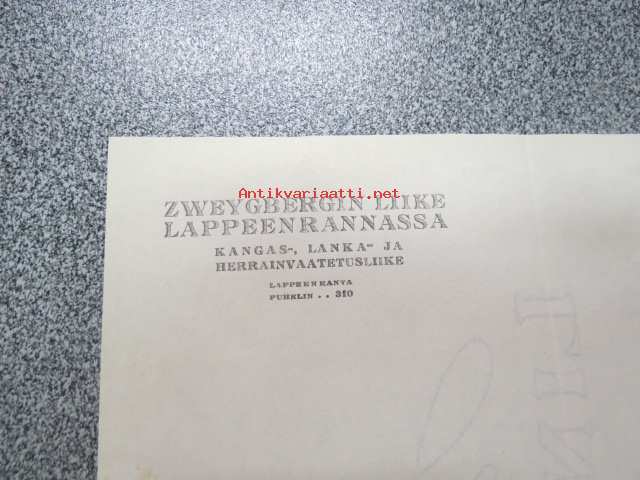 Antikvariaatti.net
ZWEYGBERGIN LIIKE
LAPPEENRANNASSA
KANGAS-, LANKA- JA
HERRAINVAATETUSLIIKE
LAPPEENRANTA
PUHELIN . . 310